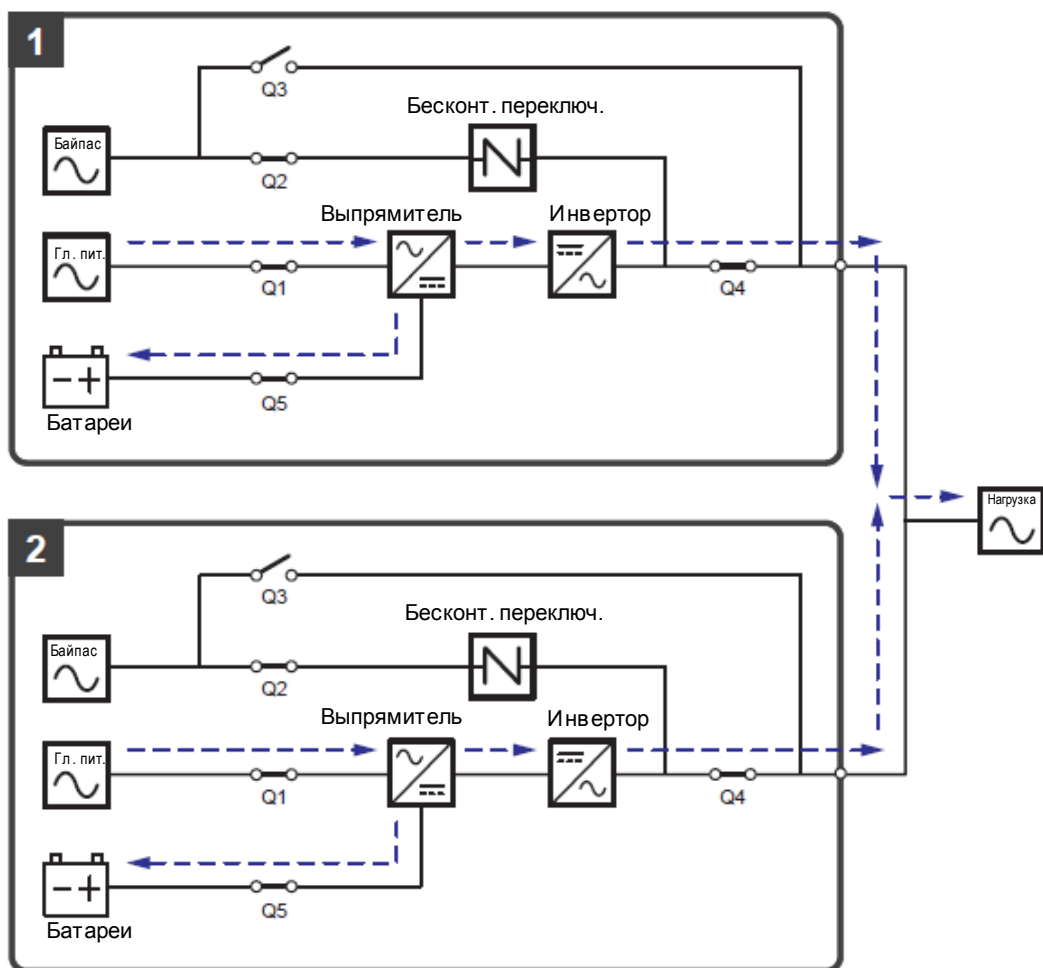 1
Q3
Бесконт. переключ.
Байпас
Q2
Выпрямитель
Инвертор
Гл. пит.
Q1
Q4
Q5
Батареи
Нагрузка
2
Q3
Бесконт. переключ.
Байпас
Q2
Выпрямитель
Инвертор
Гл. пит.
Q1
Q4
Q5
Батареи